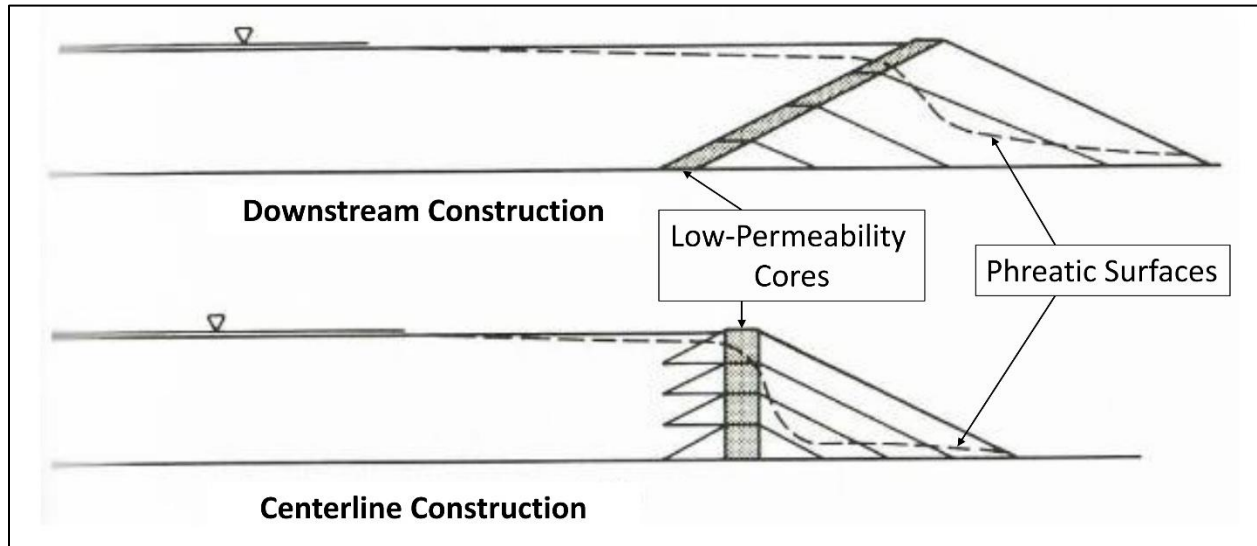 Downstream Construction
Low-Permeability
Cores
Phreatic Surfaces
Centerline Construction